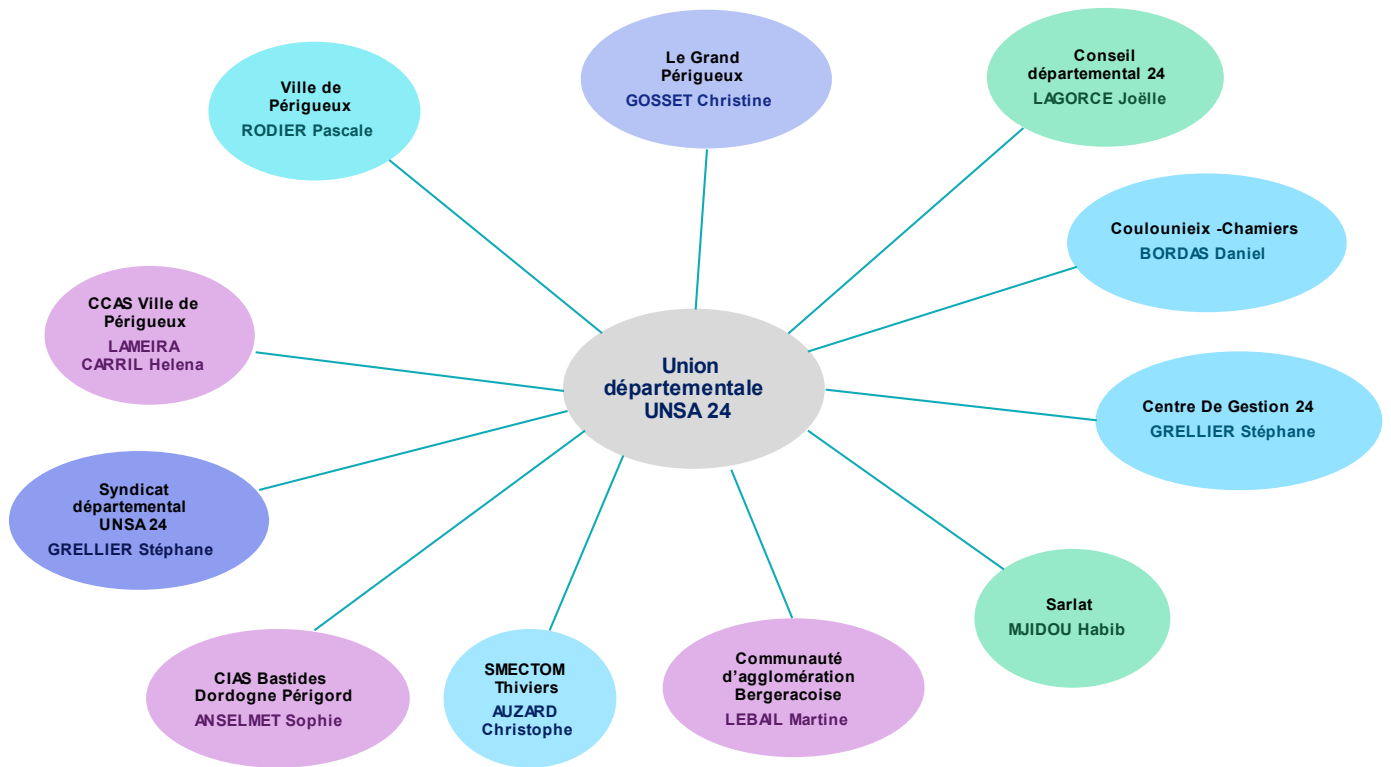 Ville de
Périgueux
RODIER Pascale
Le Grand
Périgueux
GOSSET Christine
Conseil
départemental 24
LAGORCE Joëlle
Coulounieix -Chamiers
BORDAS Daniel
CCAS Ville de
Périgueux
LAMEIRA
CARRIL Helena
Union
départementale
UNSA 24
Centre De Gestion 24
GRELLIER Stéphane
Syndicat
départemental
UNSA 24
GRELLIER Stéphane
Sarlat
MJIDOU Habib
CIAS Bastides
Dordogne Périgord
ANSELMET Sophie
SMECTOM
Thiviers
AUZARD
Christophe
Communauté
d’agglomération
Bergeracoise
LEBAIL Martine